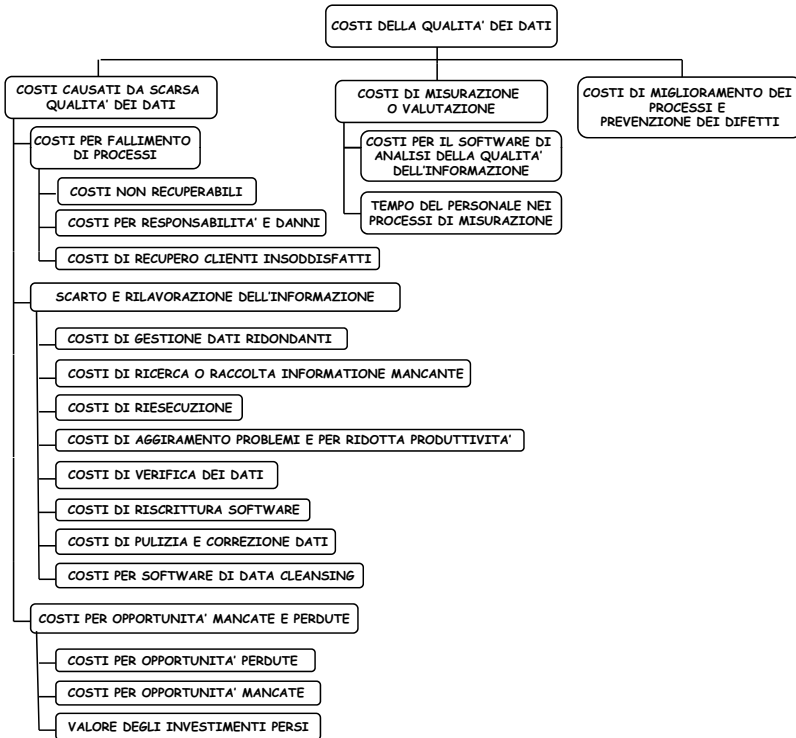 COSTI DELLA QUALITA' DEI DATI
COSTI CAUSATI DA SCARSA
QUALITA' DEI DATI
COSTI PER FALLIMENTO
DI PROCESSI
COSTI NON RECUPERABILI
COSTI PER RESPONSABILITA' E DANNI
COSTI DI RECUPERO CLIENTI INSODDISFATTI
SCARTO E RILAVORAZIONE DELL'INFORMAZIONE
COSTI DI GESTIONE DATI RIDONDANTI
COSTI DI RICERCA O RACCOLTA INFORMATIONE MANCANTE
COSTI DI RIESECUZIONE
COSTI DI AGGIRAMENTO PROBLEMI E PER RIDOTTA PRODUTTIVITA'
COSTI DI VERIFICA DEI DATI
COSTI DI RISCRITTURA SOFTWARE
COSTI DI PULIZIA E CORREZIONE DATI
COSTI PER SOFTWARE DI DATA CLEANSING
COSTI PER OPPORTUNITA' MANCATE E PERDUTE
COSTI PER OPPORTUNITA' PERDUTE
COSTI PER OPPORTUNITA' MANCATE
VALORE DEGLI INVESTIMENTI PERSI
COSTI DI MISURAZIONE
O VALUTAZIONE
COSTI PER IL SOFTWARE DI
ANALISI DELLA QUALITA'
DELL'INFORMAZIONE
TEMPO DEL PERSONALE NEI
PROCESSI DI MISURAZIONE
COSTI DI MIGLIORAMENTO DEI
PROCESSI E
PREVENZIONE DEI DIFETTI